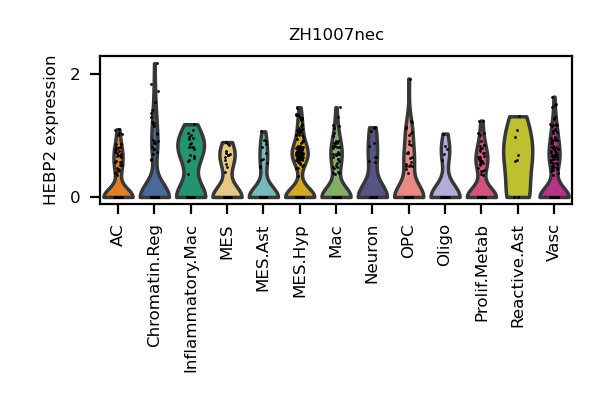 ZH1007nec
HEBP2 expression
2
0
AC
Chromatin.Reg
Inflammatory.Mac
MES
MES.Ast
MES.Hyp
Mac
Neuron
OPC
Oligo
Prolif.Metab
Reactive.Ast
Vasc